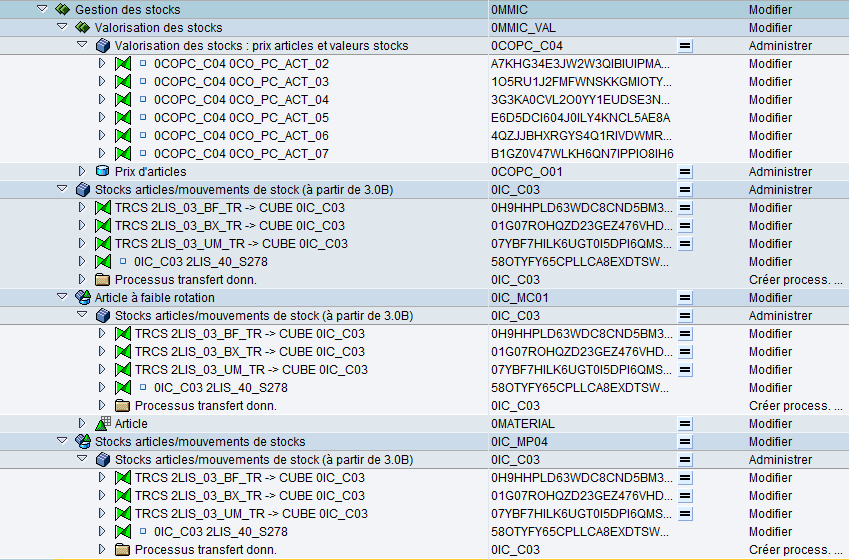 Gestion des stocks 0MMIC Modifier
Valorisation des stocks 0MMIC_VAL Modifier
Valorisation des stocks : prix articles et valeurs stocks 0COPC_C04 Administrer
0COPC_C04 0CO_PC_ACT_02 A7KHG34E3JW2W3QIBIUIPMA... Modifier
0COPC_C04 0CO_PC_ACT_03 1O5RU1J2FMFWNSKKGMIOTY... Modifier
0COPC_C04 0CO_PC_ACT_04 3G3KA0CVL2O0YY1EUDSE3N... Modifier
0COPC_C04 0CO_PC_ACT_05 E6D5DCI604J0ILY4KNCL5AE8A Modifier
0COPC_C04 0CO_PC_ACT_06 4QZJJBHXRGYS4Q1RIVDWMR... Modifier
0COPC_C04 0CO_PC_ACT_07 B1GZ0V47WLKH6QN7IPPIO8IH6 Modifier
Prix d'articles 0COPC_O01 Administrer
Stocks articles/mouvements de stock (à partir de 3.0B) 0IC_C03 Administrer
TRCS 2LIS_03_BF_TR -> CUBE 0IC_C03 0H9HHPLD63WDC8CND5BM3... Modifier
TRCS 2LIS_03_BX_TR -> CUBE 0IC_C03 01G07ROHQZD23GEZ476VHD... Modifier
TRCS 2LIS_03_UM_TR -> CUBE 0IC_C03 07YBF7HILK6UGT0I5DPI6QMS... Modifier
0IC_C03 2LIS_40_S278 58OTYFY65CPLLCA8EXDTSW... Modifier
Processus transfert donn. 0IC_C03 Créer process. ...
Article à faible rotation 0IC_MC01 Modifier
Stocks articles/mouvements de stock (à partir de 3.0B) 0IC_C03 Administrer
TRCS 2LIS_03_BF_TR -> CUBE 0IC_C03 0H9HHPLD63WDC8CND5BM3... Modifier
TRCS 2LIS_03_BX_TR -> CUBE 0IC_C03 01G07ROHQZD23GEZ476VHD... Modifier
TRCS 2LIS_03_UM_TR -> CUBE 0IC_C03 07YBF7HILK6UGT0I5DPI6QMS... Modifier
0IC_C03 2LIS_40_S278 58OTYFY65CPLLCA8EXDTSW... Modifier
Processus transfert donn. 0IC_C03 Créer process. ...
Article 0MATERIAL Modifier
Stocks articles/mouvements de stocks 0IC_MP04 Modifier
Stocks articles/mouvements de stock (à partir de 3.0B) 0IC_C03 Administrer
TRCS 2LIS_03_BF_TR -> CUBE 0IC_C03 0H9HHPLD63WDC8CND5BM3... Modifier
TRCS 2LIS_03_BX_TR -> CUBE 0IC_C03 01G07ROHQZD23GEZ476VHD... Modifier
TRCS 2LIS_03_UM_TR -> CUBE 0IC_C03 07YBF7HILK6UGT0I5DPI6QMS... Modifier
0IC_C03 2LIS_40_S278 58OTYFY65CPLLCA8EXDTSW... Modifier
Processus transfert donn. 0IC_C03 Créer process. ...